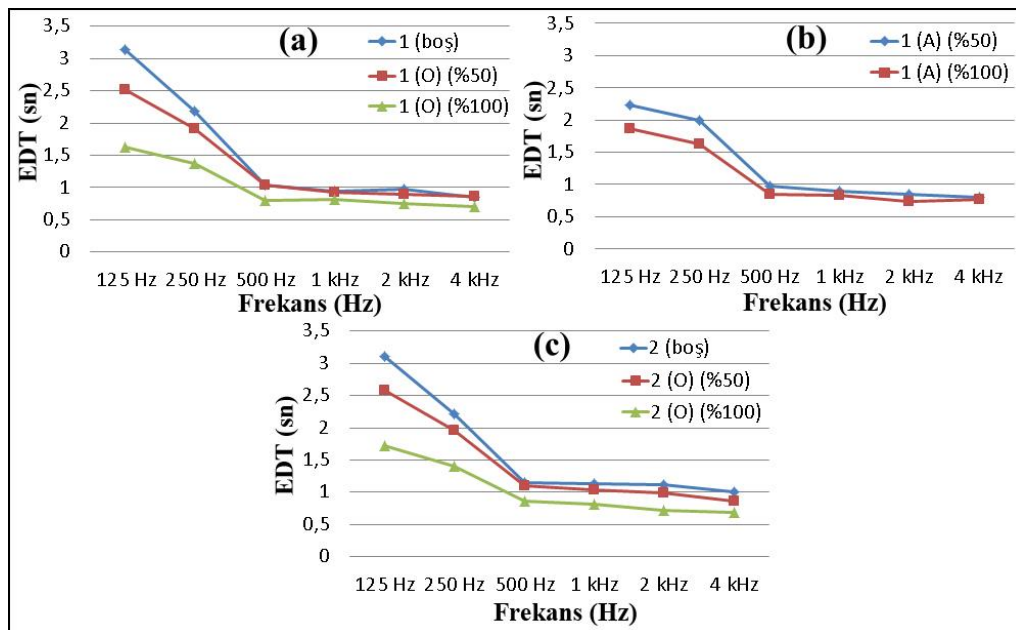 (a)
EDT (sn)
3,5
3
2,5
2
1,5
1
0,5
0
1 (boş)
1 (O) (%50)
1 (O) (%100)
125 Hz 250 Hz 500 Hz 1 kHz 2 kHz 4 kHz
Frekans (Hz)
(b)
EDT (sn)
3,5
3
2,5
2
1,5
1
0,5
0
1 (A) (%50)
1 (A) (%100)
125 Hz 250 Hz 500 Hz 1 kHz 2 kHz 4 kHz
Frekans (Hz)
(c)
EDT (sn)
3,5
3
2,5
2
1,5
1
0,5
0
2 (boş)
2 (O) (%50)
2 (O) (%100)
125 Hz 250 Hz 500 Hz 1 kHz 2 kHz 4 kHz
Frekans (Hz)